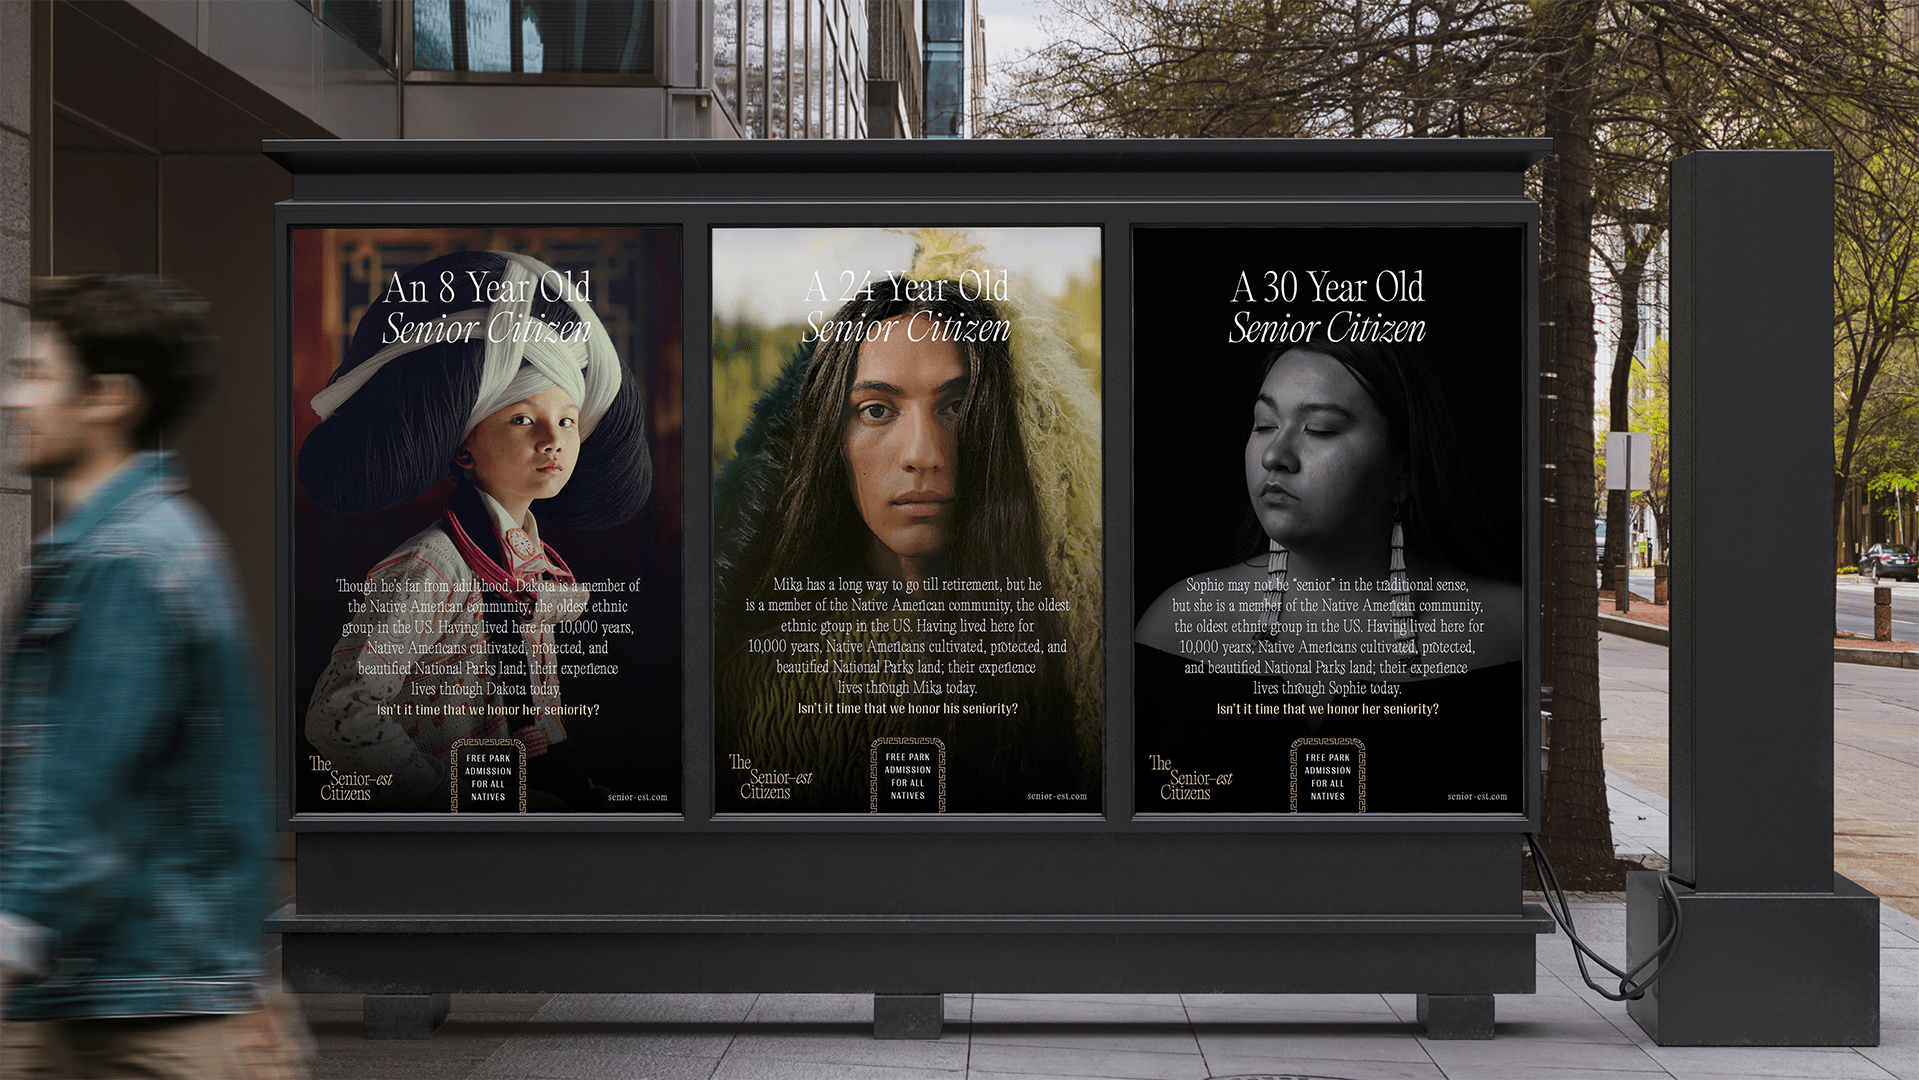 An 8 Year Old
Senior Citizen
Though he's far from adulthood, Dakota is a member of
the Native American community, the oldest ethnic
group in the US. Having lived here for 10,000 years,
Native Americans cultivated, protected, and
beautified National Parks land; their experience
lives through Dakota today.
Isn't it time that we honor her seniority?
The
Senior-est
Citizens
FREE PARK
ADMISSION
FOR ALL
NATIVES
senior-est.com
A 24 Year Old
Senior Citizen
Mika has a long way to go till retirement, but he
is a member of the Native American community, the oldest
ethnic group in the US. Having lived here for
10,000 years, Native Americans cultivated, protected, and
beautified National Parks land; their experience
lives through Mika today.
Isn't it time that we honor his seniority?
The
Senior-est
Citizens
FREE PARK
ADMISSION
FOR ALL
NATIVES
senior-est.com
A 30 Year Old
Senior Citizen
Sophie may not be “senior” in the traditional sense,
but she is a member of the Native American community,
the oldest ethnic group in the US. Having lived here for
10,000 years, Native Americans cultivated, protected,
and beautified National Parks land; their experience
lives through Sophie today.
Isn't it time that we honor her seniority?
The
Senior-est
Citizens
FREE PARK
ADMISSION
FOR ALL
NATIVES
senior-est.com